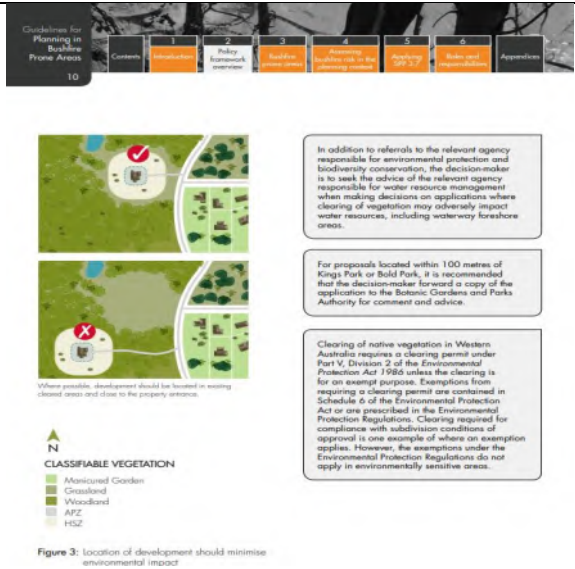 Guidelines for
Planning in
Bushfire
Prone Areas
10
Contents
1
Introduction
2
Policy
framework
overview
3
Bushfire
prone areas
4
Assessing
bushfire risk in the
planning context
5
Applying
SPP 3.7
6
Roles and
responsibilities
Appendices
Where possible, development should be located in existing
cleared areas and close to the property entrance.
N
CLASSIFIABLE VEGETATION
Manicured Garden
Grassland
Woodland
APZ
HSZ
Figure 3: Location of development should minimise
environmental impact
In addition to referrals to the relevant agency
responsible for environmental protection and
biodiversity conservation, the decision-maker
is to seek the advice of the relevant agency
responsible for water resource management
when making decisions on applications where
clearing of vegetation may adversely impact
water resources, including waterway foreshore
areas.
For proposals located within 100 metres of
Kings Park or Bold Park, it is recommended
that the decision-maker forward a copy of the
application to the Botanic Gardens and Parks
Authority for comment and advice.
Clearing of native vegetation in Western
Australia requires a clearing permit under
Part V, Division 2 of the Environmental
Protection Act 1986 unless the clearing is
for an exempt purpose. Exemptions from
requiring a clearing permit are contained in
Schedule 6 of the Environmental Protection
Act or are prescribed in the Environmental
Protection Regulations. Clearing required for
compliance with subdivision conditions of
approval is one example of where an exemption
applies. However, the exemptions under the
Environmental Protection Regulations do not
apply in environmentally sensitive areas.